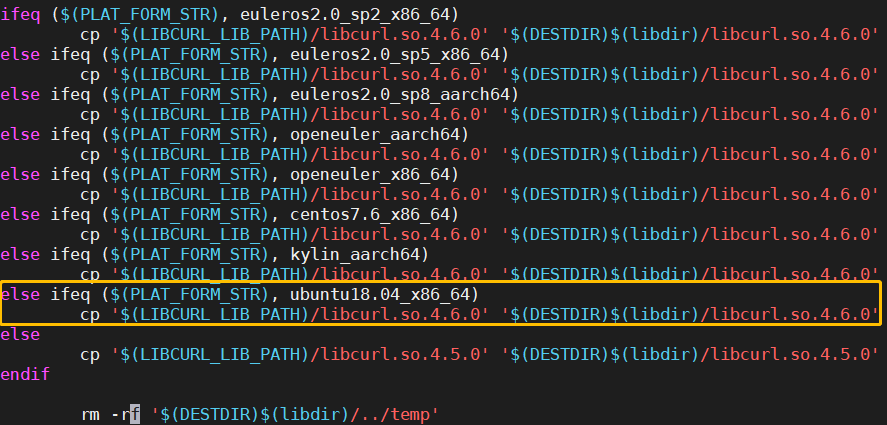 ifeq ($(PLAT_FORM_STR), euleros2.0_sp2_x86_64)
        cp '$(LIBCURL_LIB_PATH)/libcurl.so.4.6.0' '$(DESTDIR)$(libdir)/libcurl.so.4.6.0'
else ifeq ($(PLAT_FORM_STR), euleros2.0_sp5_x86_64)
        cp '$(LIBCURL_LIB_PATH)/libcurl.so.4.6.0' '$(DESTDIR)$(libdir)/libcurl.so.4.6.0'
else ifeq ($(PLAT_FORM_STR), euleros2.0_sp8_aarch64)
        cp '$(LIBCURL_LIB_PATH)/libcurl.so.4.6.0' '$(DESTDIR)$(libdir)/libcurl.so.4.6.0'
else ifeq ($(PLAT_FORM_STR), openeuler_aarch64)
        cp '$(LIBCURL_LIB_PATH)/libcurl.so.4.6.0' '$(DESTDIR)$(libdir)/libcurl.so.4.6.0'
else ifeq ($(PLAT_FORM_STR), openeuler_x86_64)
        cp '$(LIBCURL_LIB_PATH)/libcurl.so.4.6.0' '$(DESTDIR)$(libdir)/libcurl.so.4.6.0'
else ifeq ($(PLAT_FORM_STR), centos7.6_x86_64)
        cp '$(LIBCURL_LIB_PATH)/libcurl.so.4.6.0' '$(DESTDIR)$(libdir)/libcurl.so.4.6.0'
else ifeq ($(PLAT_FORM_STR), kylin_aarch64)
        cp '$(LIBCURL_LIB_PATH)/libcurl.so.4.6.0' '$(DESTDIR)$(libdir)/libcurl.so.4.6.0'
else ifeq ($(PLAT_FORM_STR), ubuntu18.04_x86_64)
        cp '$(LIBCURL_LIB_PATH)/libcurl.so.4.6.0' '$(DESTDIR)$(libdir)/libcurl.so.4.6.0'
else
        cp '$(LIBCURL_LIB_PATH)/libcurl.so.4.5.0' '$(DESTDIR)$(libdir)/libcurl.so.4.5.0'
endif
        rm -rf '$(DESTDIR)$(libdir)/../temp'